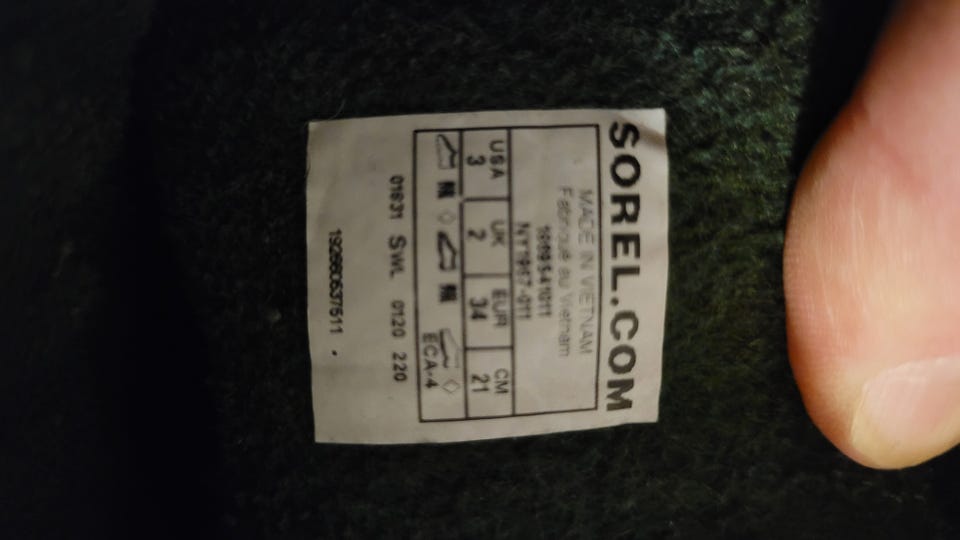 SOREL.COM
MADE IN VIETNAM
Fabriqué au Vietnam
NY1957-011
USA UK EUR CM
3 2 34 21
ECA-4
01631 SWL 0120 220
192660637511